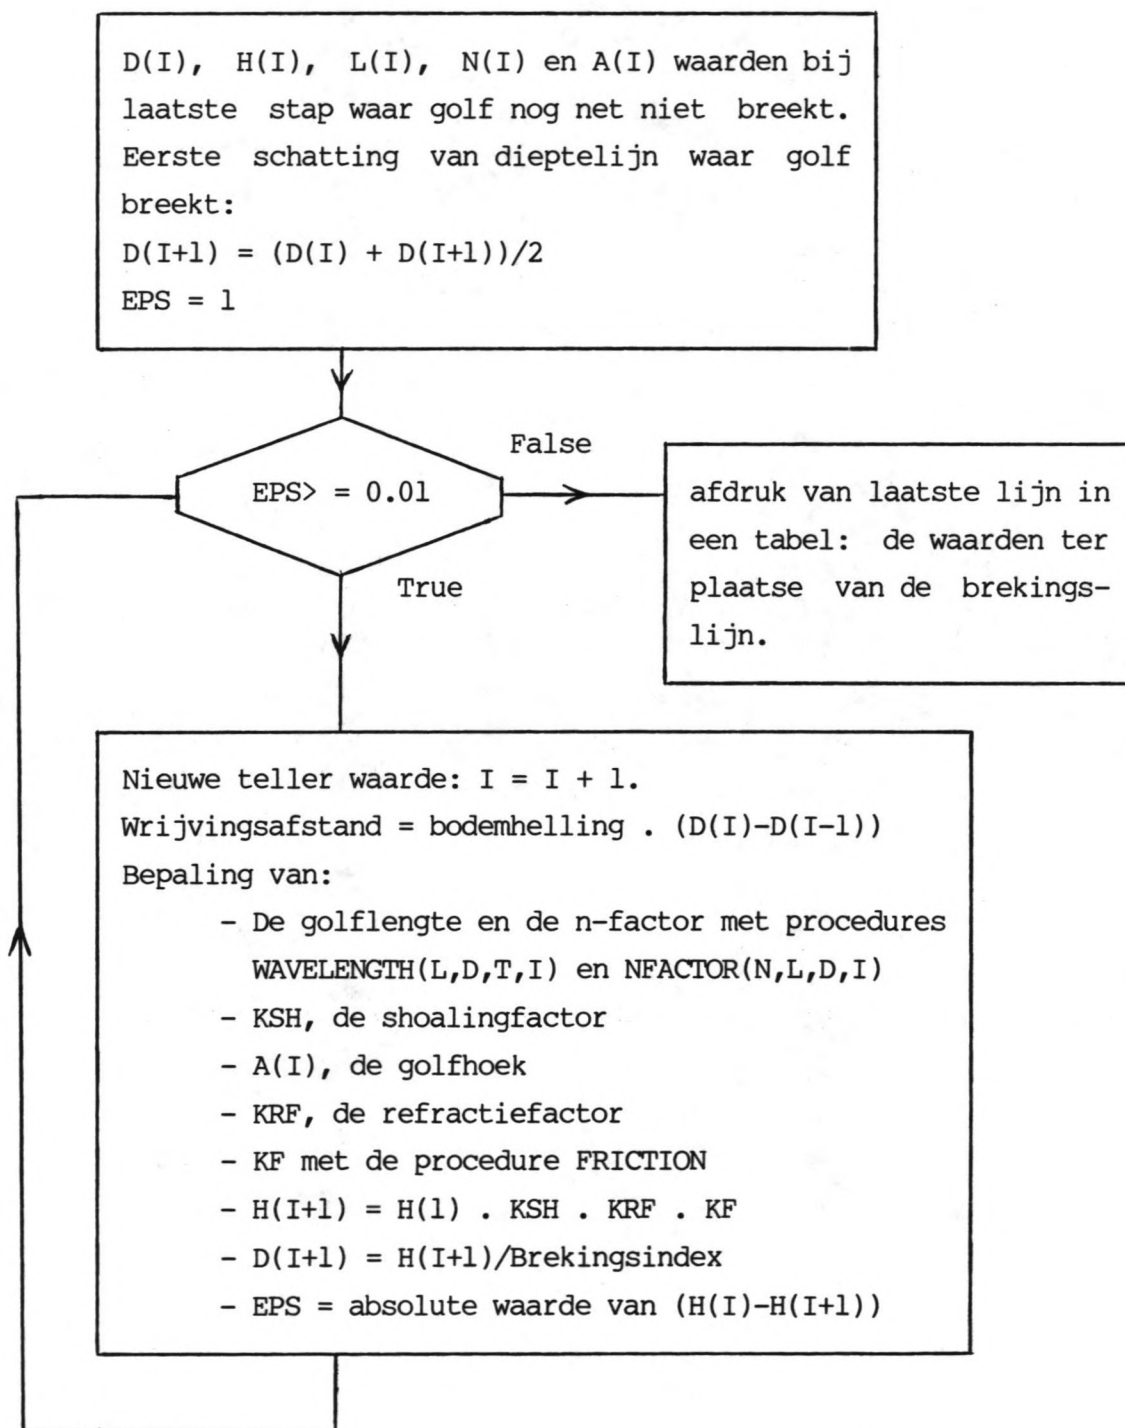 D(I), H(I), L(I), N(I) en A(I) waarden bij
laatste stap waar golf nog net niet breekt.
Eerste schatting van dieptelijn waar golf
breekt:
D(I+1) = (D(I) + D(I+1))/2
EPS = 1
EPS> = 0.01
False
True
afdruk van laatste lijn in
een tabel: de waarden ter
plaatse van de brekings-
lijn.
Nieuwe teller waarde: I = I + 1.
Wrijvingsafstand = bodemhelling . (D(I)-D(I-1))
Bepaling van:
- De golflengte en de n-factor met procedures
WAVELENGTH(L,D,T,I) en NFACTOR(N,L,D,I)
- KSH, de shoalingfactor
- A(I), de golfhoek
- KRF, de refractiefactor
- KF met de procedure FRICTION
- H(I+1) = H(1) . KSH . KRF . KF
- D(I+1) = H(I+1)/Brekingsindex
- EPS = absolute waarde van (H(I)-H(I+1))